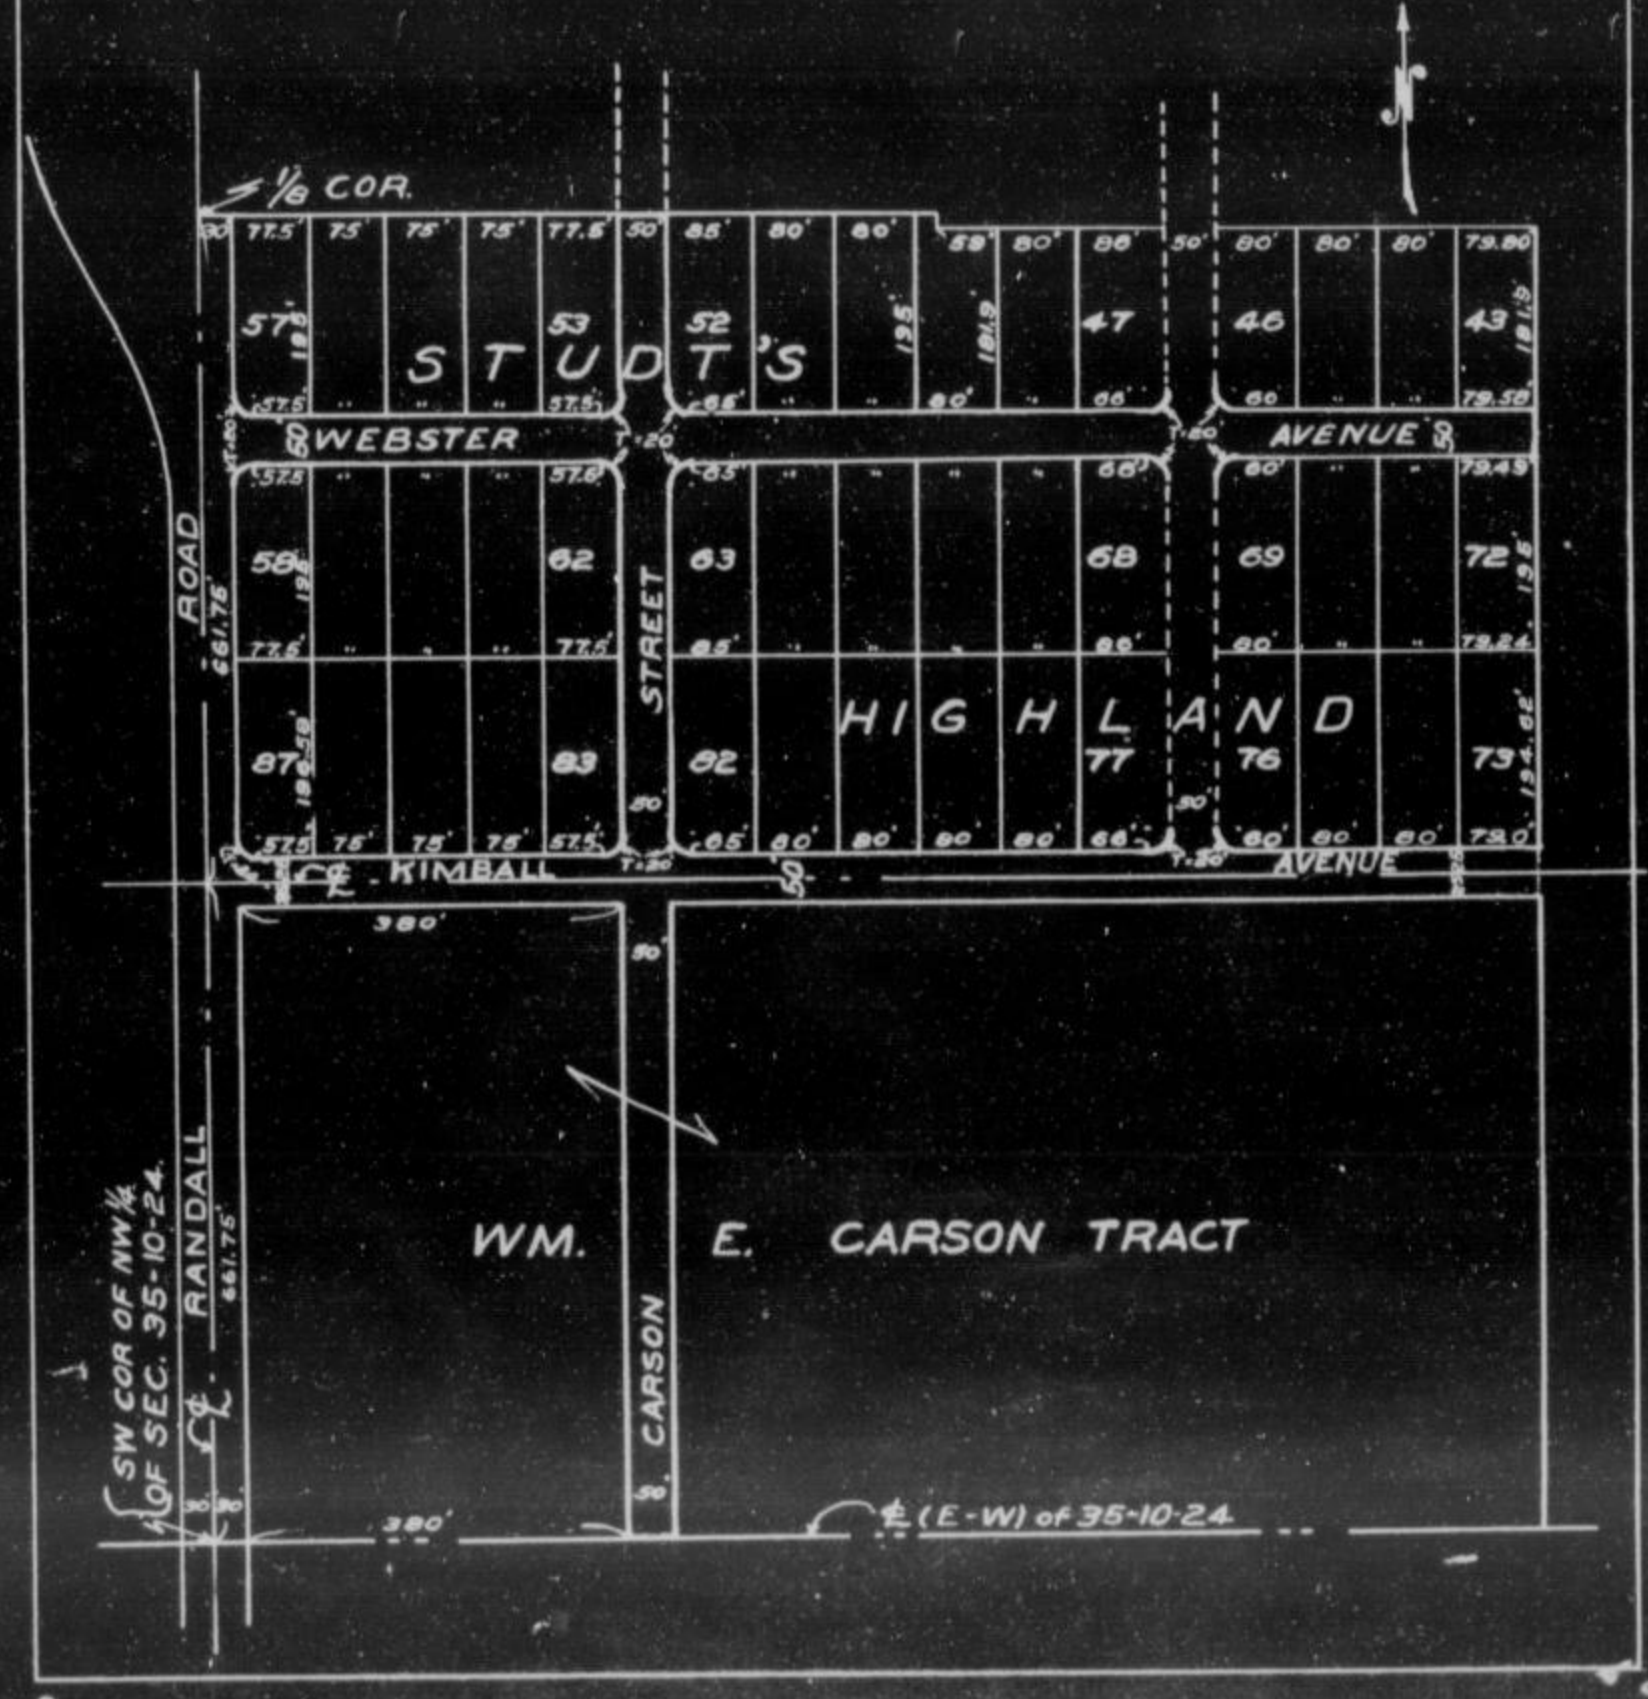 N
1/8 COR.
30' 77.5' 75' 75' 75' 77.5' 50' 85' 80' 80' 59' 80' 86' 50' 80' 80' 80' 79.80
57 195' 53 52 195' 181.9' 47 46 43 181.9'
STUDT'S
57.5' " " " 57.5' 65' " " 80' " 66' 60 " " 79.58
50' WEBSTER T=20 T=20 AVENUE 50
57.5 " " " 57.5' 65' " " " " 66' 60' " " 79.49
58 195' 62 63 68 69 72 195'
ROAD
661.75'
STREET
77.5' " " " 77.5' 85' " " " " 86' 80' " " 79.24
HIGHLAND
87 83 82 77 76 73 194.62'
50' 50'
57.5' 75' 75' 75' 57.5' 65' 80' 80' 80' 80' 66' 60' 80' 80' 79.0'
T=20 T=20'
℄ KIMBALL 50' AVENUE
380'
50'
WM. E. CARSON TRACT
SW COR OF NW 1/4
OF SEC. 35-10-24.
℄ RANDALL
661.75'
S. CARSON
30' 30'
50'
380'
℄ (E-W) of 35-10-24